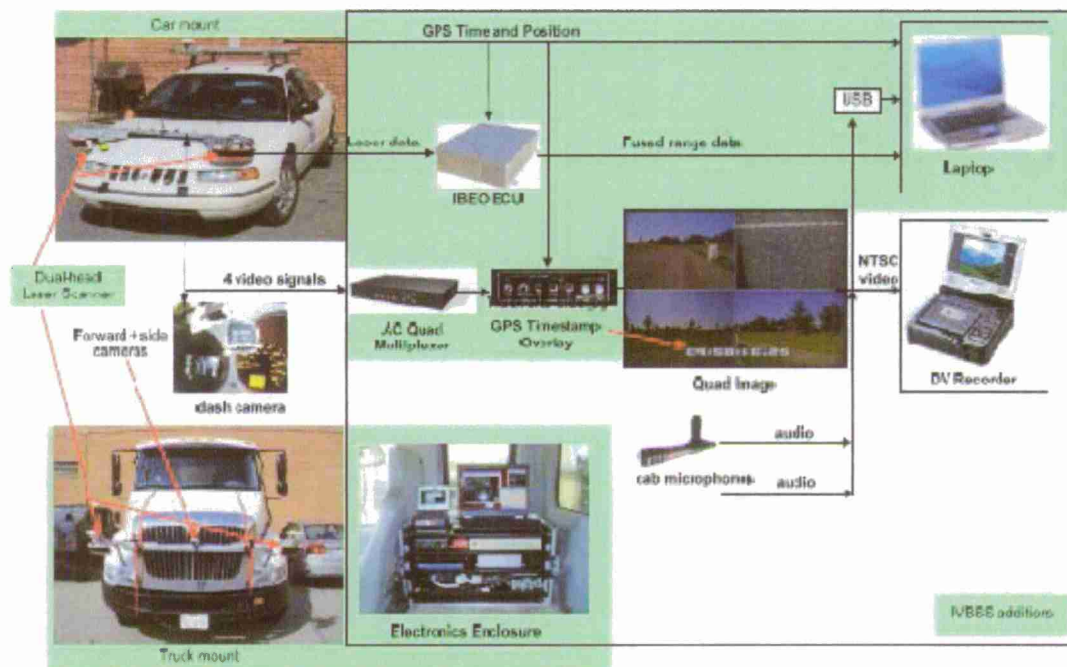 Car mount
GPS Time and Position
USB
Laser data
Fused range data
Laptop
IBEO ECU
Dual-head
Laser Scanner
4 video signals
NTSC
video
Forward + side
cameras
AC Quad
Multiplexer
GPS Timestamp
Overlay
Quad Image
DV Recorder
dash camera
audio
cab microphones
audio
Electronics Enclosure
IVBSS additions
Truck mount